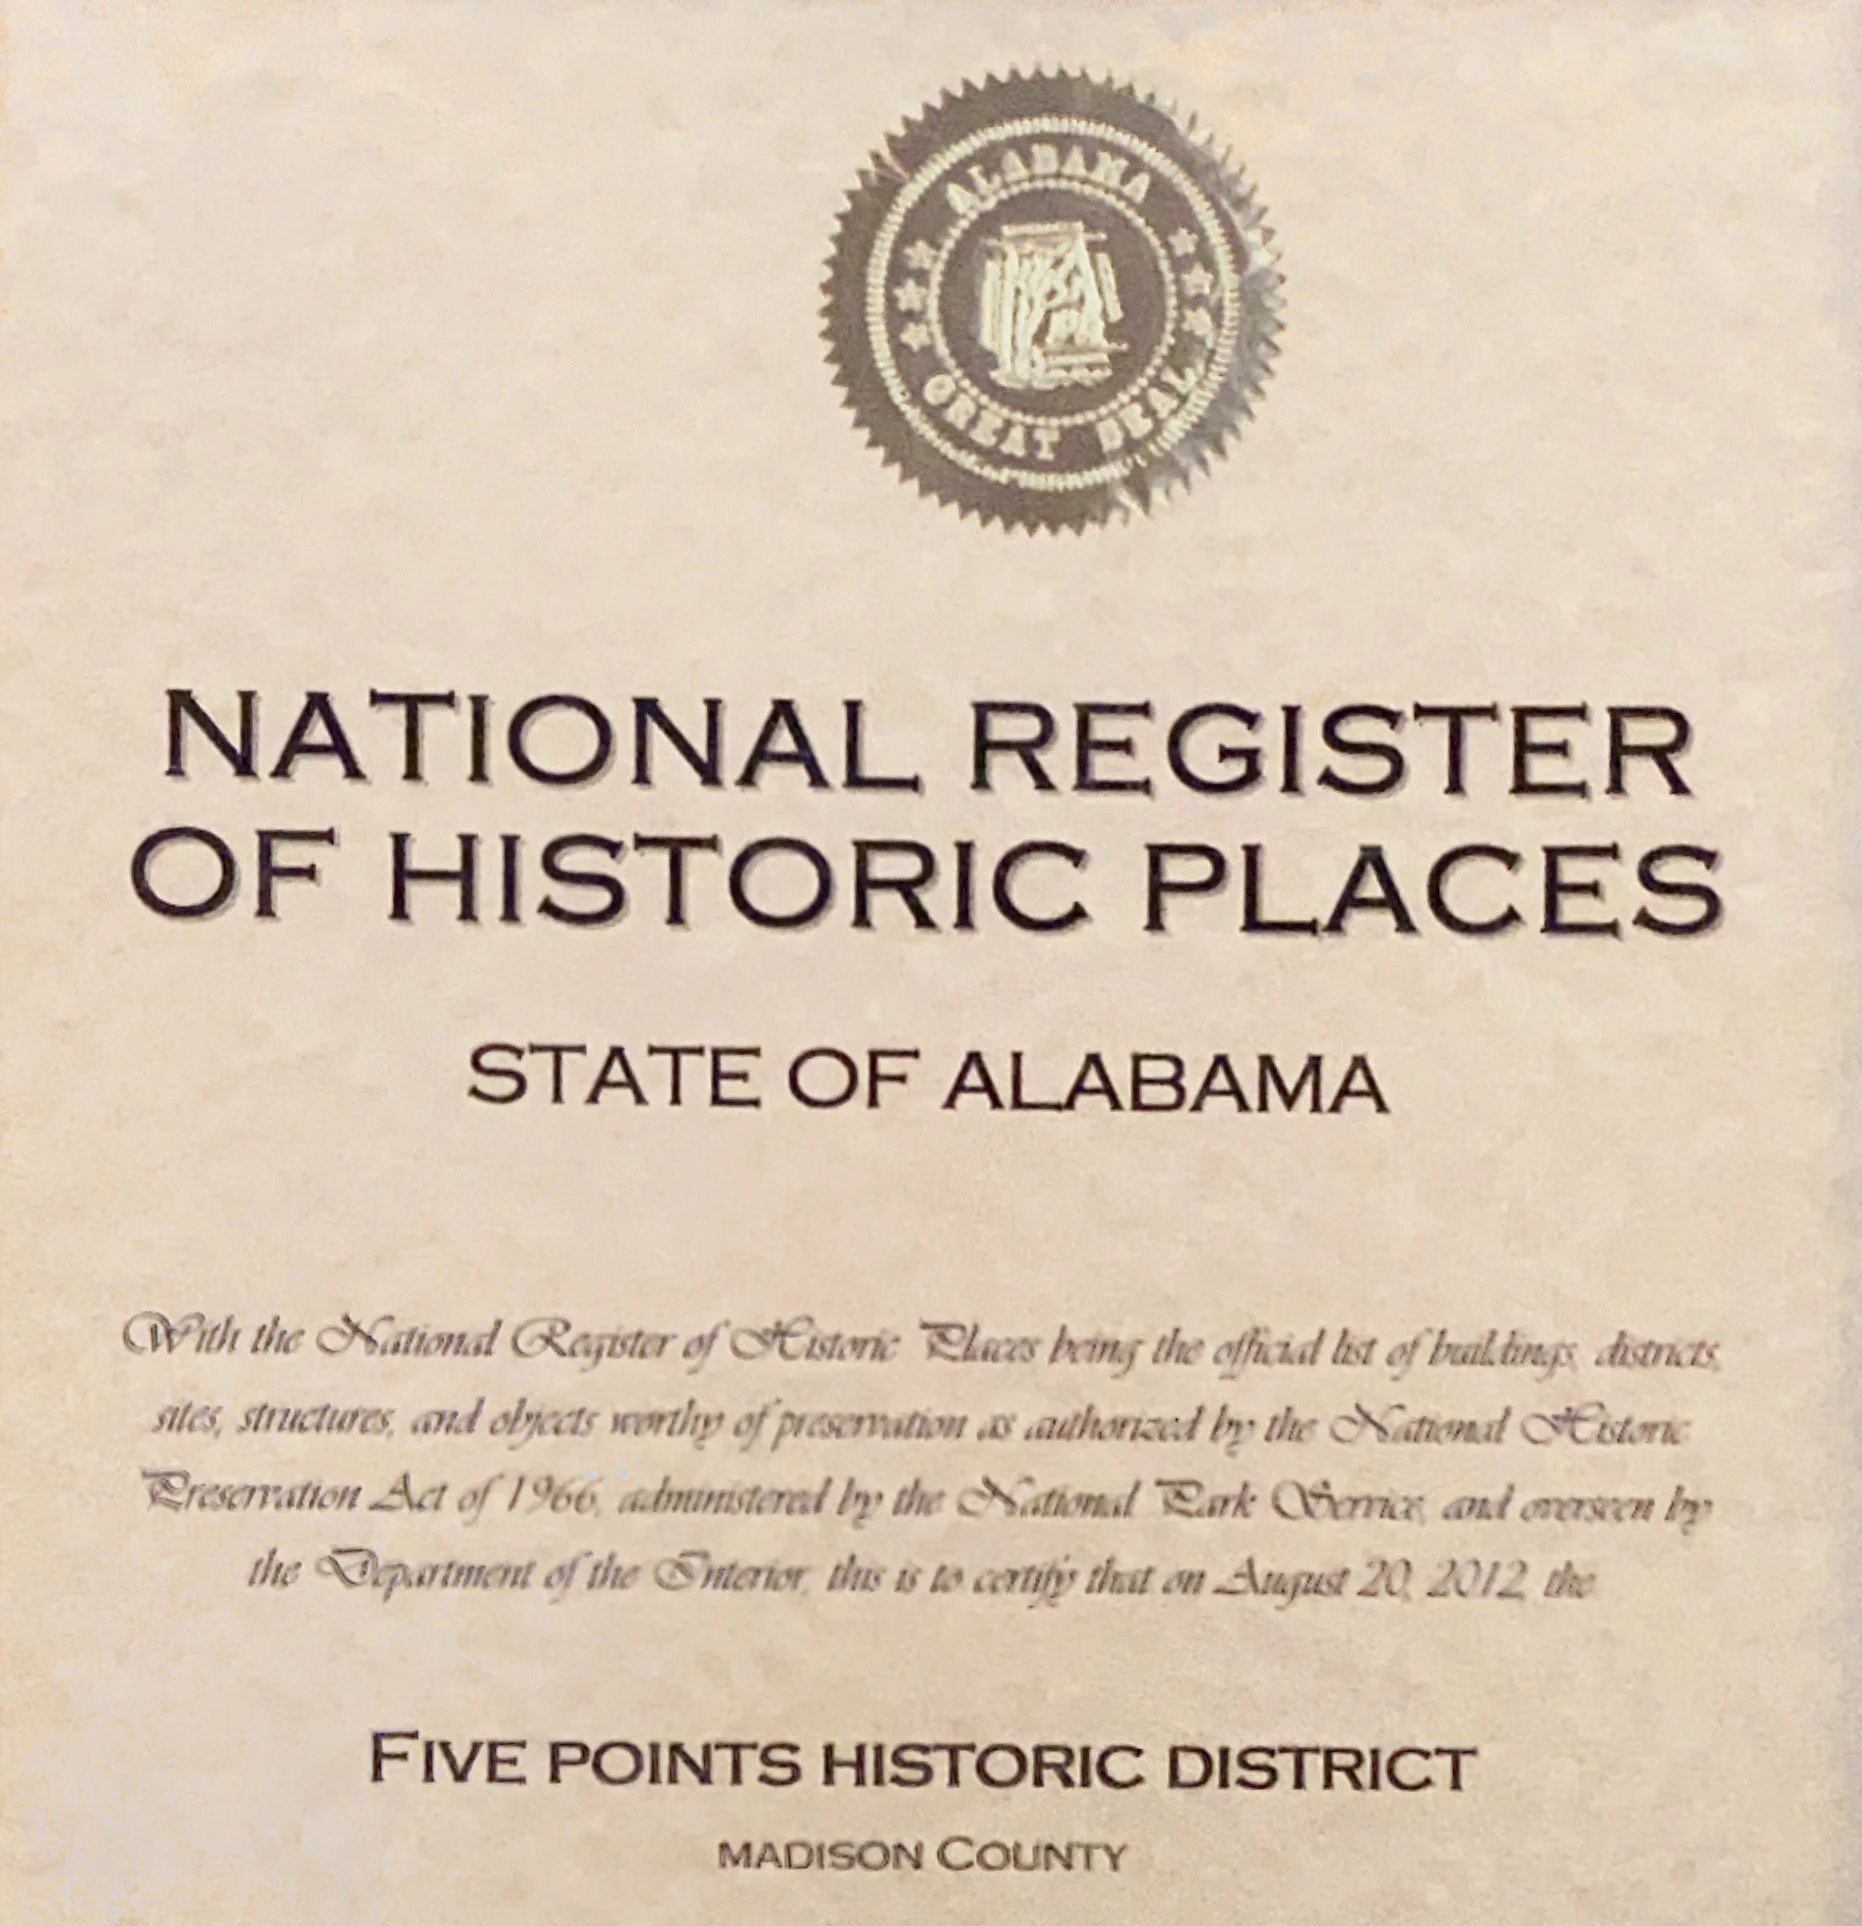 ALABAMA
GREAT SEAL
NATIONAL REGISTER
OF HISTORIC PLACES
STATE OF ALABAMA
With the National Register of Historic Places being the official list of buildings, districts,
sites, structures, and objects worthy of preservation as authorized by the National Historic
Preservation Act of 1966, administered by the National Park Service, and overseen by
the Department of the Interior, this is to certify that on August 20, 2012, the
FIVE POINTS HISTORIC DISTRICT
MADISON COUNTY